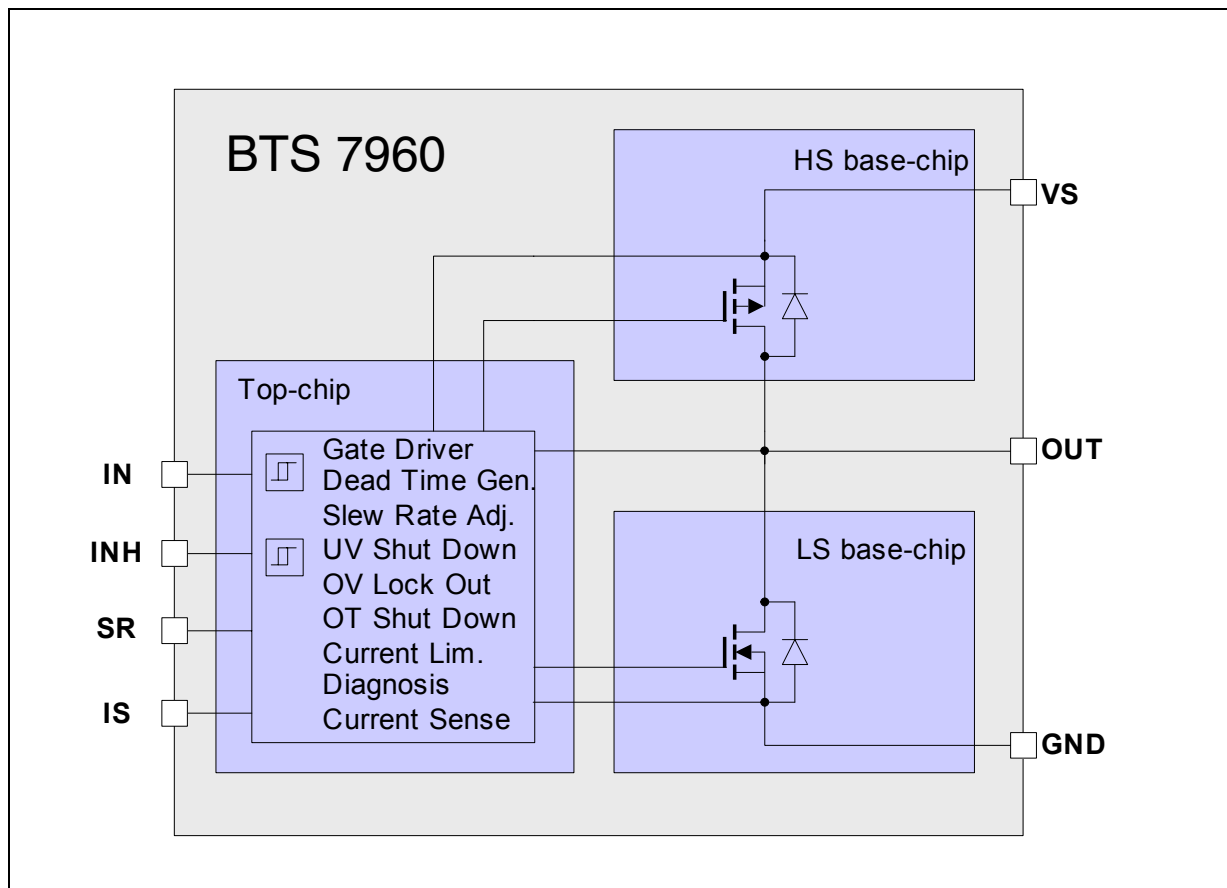 BTS 7960
HS base-chip
VS
Top-chip
Gate Driver
Dead Time Gen.
Slew Rate Adj.
UV Shut Down
OV Lock Out
OT Shut Down
Current Lim.
Diagnosis
Current Sense
IN
INH
SR
IS
OUT
LS base-chip
GND